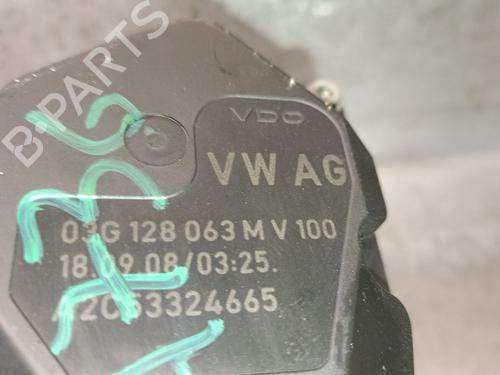 B-PARTS
VDO
VW AG
03G 128 063 M V 100
18.09.08/03:25.
A2C53324665